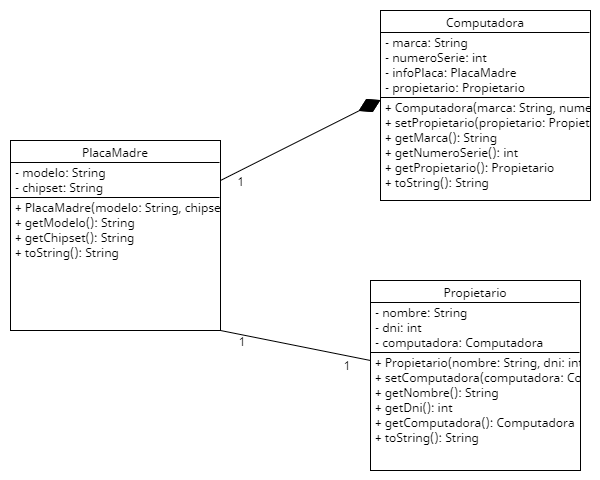 Computadora
- marca: String
- numeroSerie: int
- infoPlaca: PlacaMadre
- propietario: Propietario
+ Computadora(marca: String, nume
+ setPropietario(propietario: Propiet
+ getMarca(): String
+ getNumeroSerie(): int
+ getPropietario(): Propietario
+ toString(): String
PlacaMadre
- modelo: String
- chipset: String
+ PlacaMadre(modelo: String, chipse
+ getModelo(): String
+ getChipset(): String
+ toString(): String
1
Propietario
- nombre: String
- dni: int
- computadora: Computadora
+ Propietario(nombre: String, dni: int
+ setComputadora(computadora: Co
+ getNombre(): String
+ getDni(): int
+ getComputadora(): Computadora
+ toString(): String
1
1